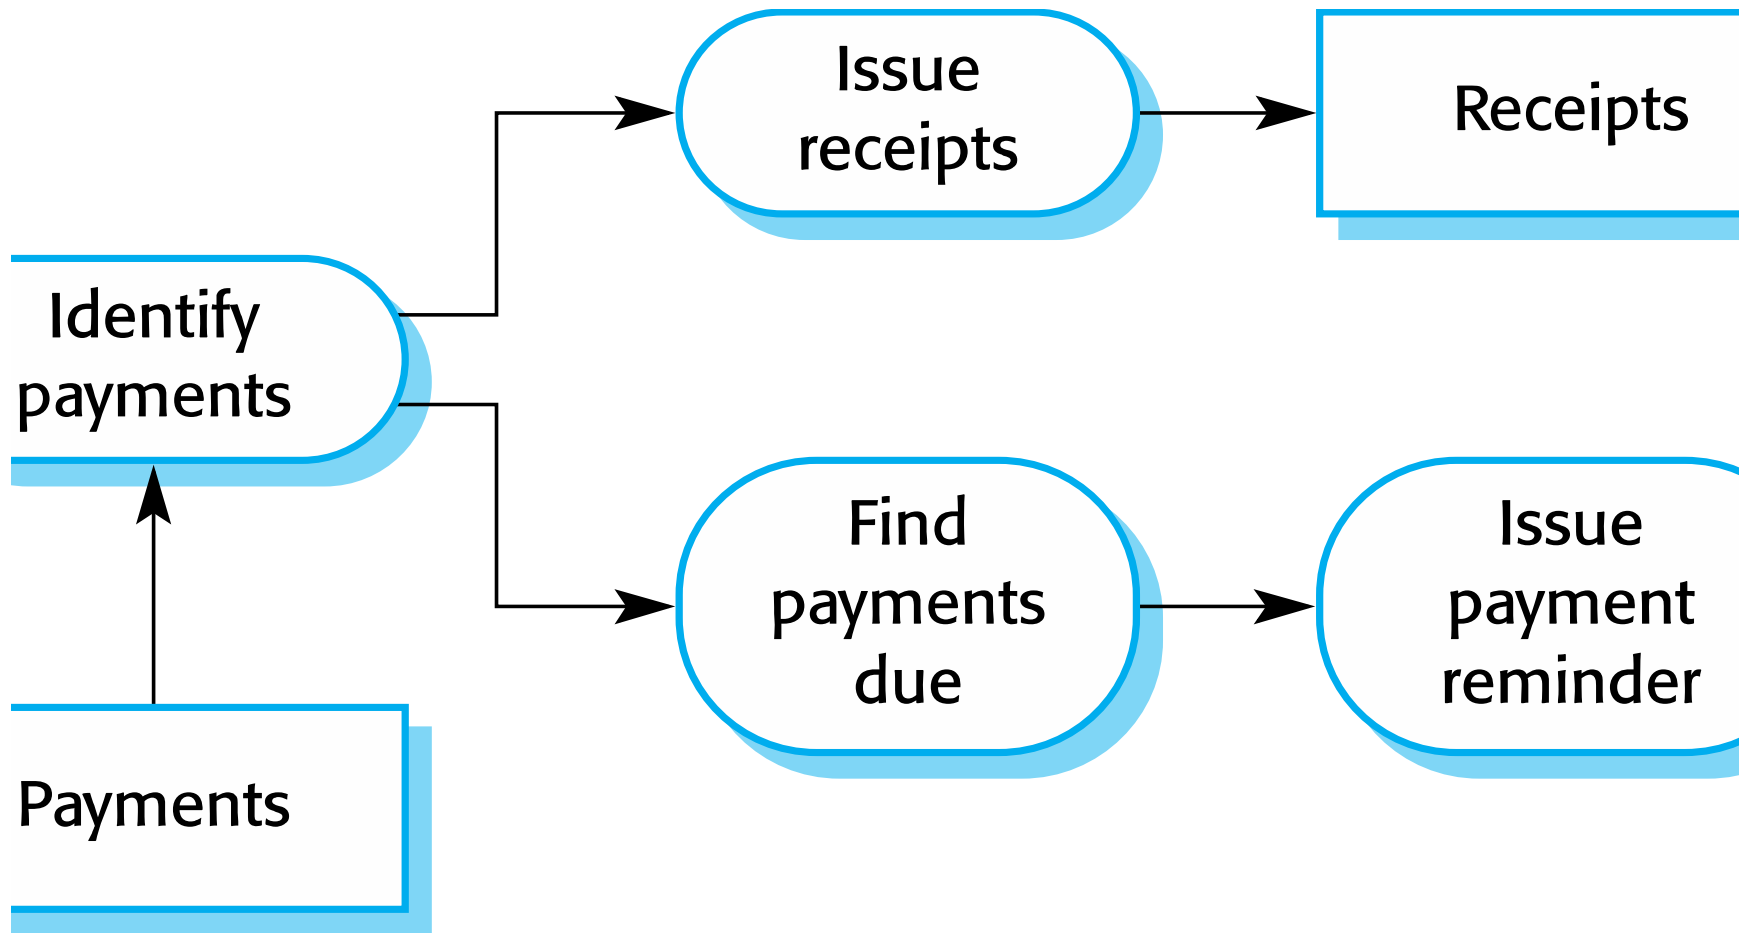 Issue
receipts
Receipts
Identify
payments
Find
payments
due
Issue
payment
reminder
Payments